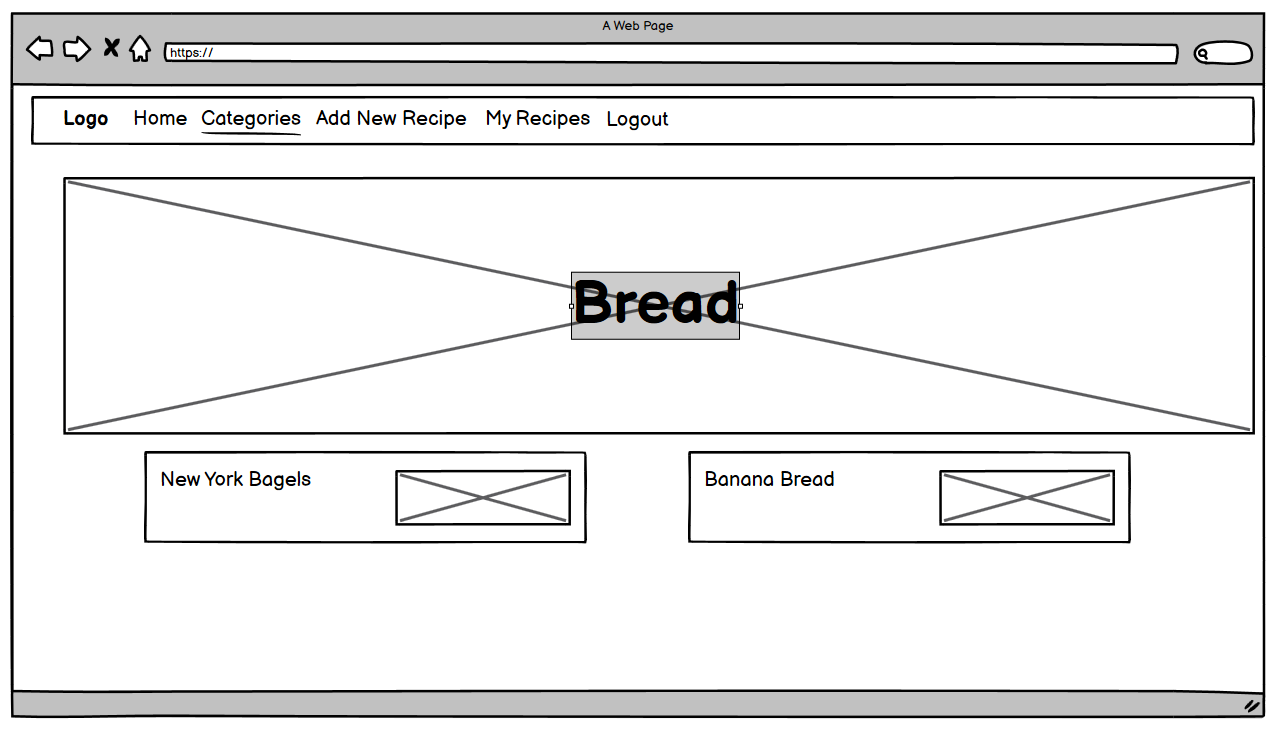 A Web Page
https://
Logo Home Categories Add New Recipe My Recipes Logout
Bread
New York Bagels
Banana Bread